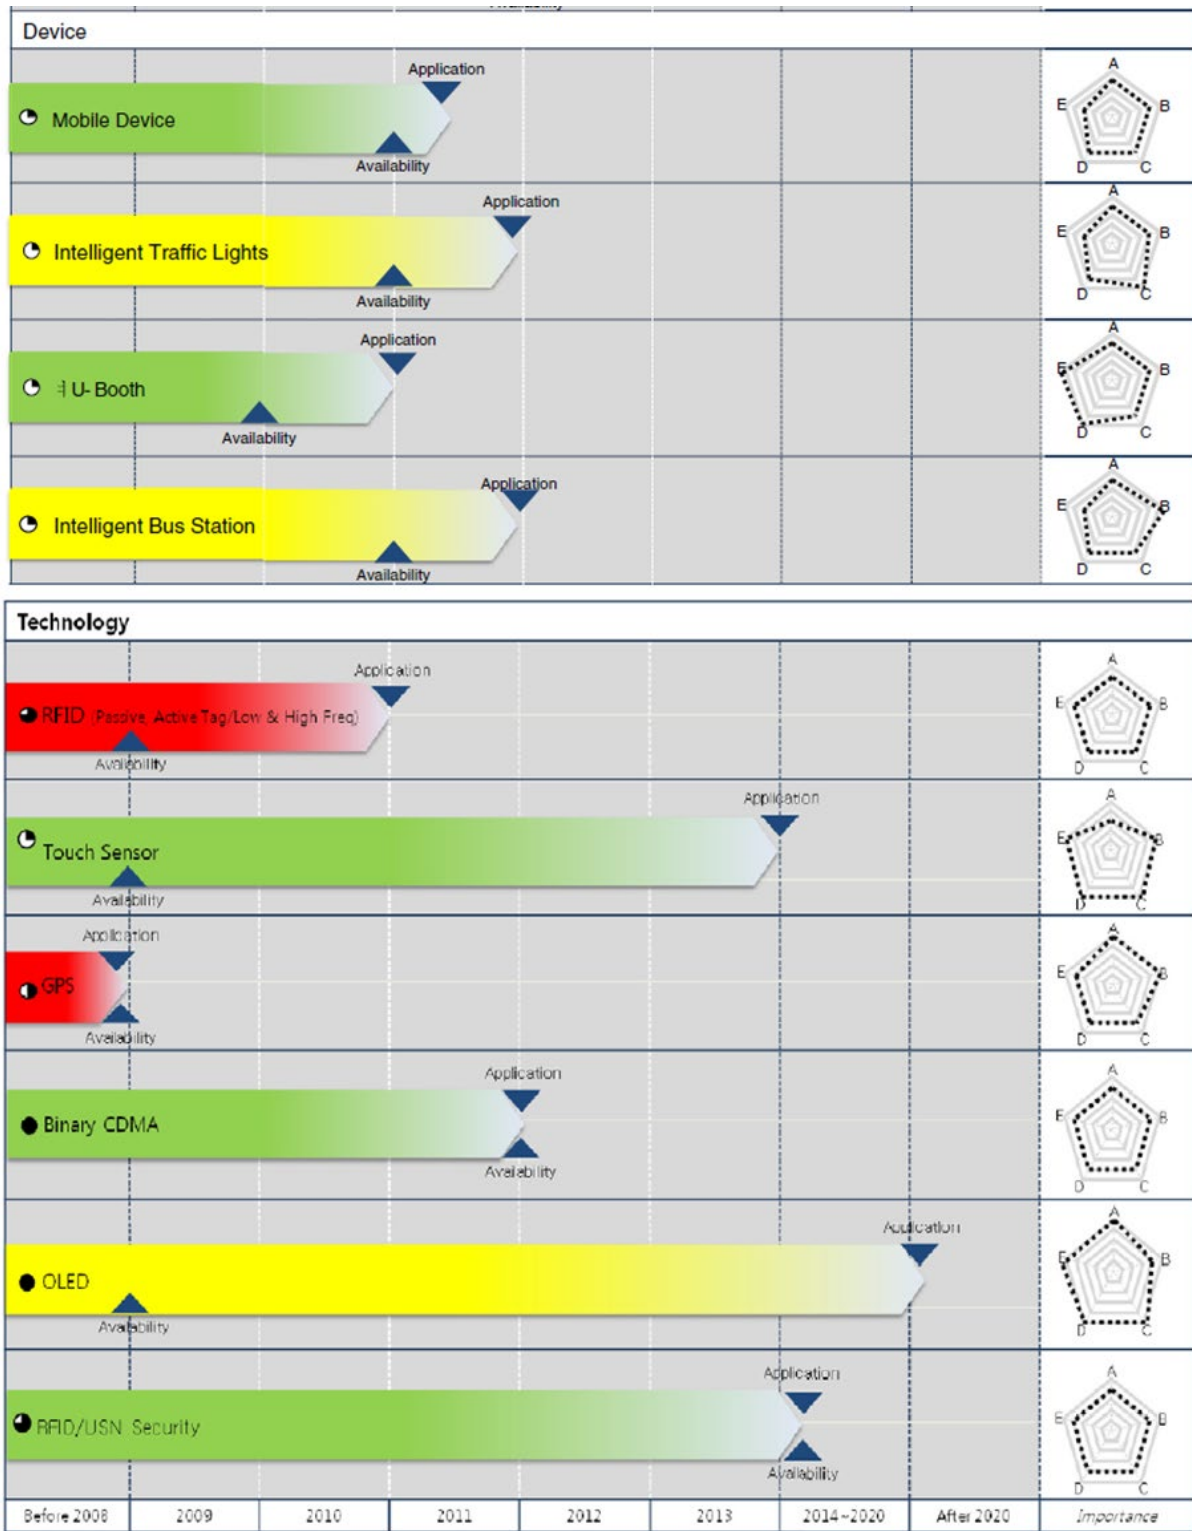 Availability
Device
Application
Mobile Device
Availability
A
B
C
D
E
Application
Intelligent Traffic Lights
Availability
A
B
C
D
E
Application
U- Booth
Availability
A
B
C
D
E
Application
Intelligent Bus Station
Availability
A
B
C
D
E
Technology
Application
RFID (Passive, Active Tag/Low & High Freq)
Availability
A
B
C
D
E
Application
Touch Sensor
Availability
A
B
C
D
E
Application
GPS
Availability
A
B
C
D
E
Application
Binary CDMA
Availability
A
B
C
D
E
Application
OLED
Availability
A
B
C
D
E
Application
RFID/USN Security
Availability
A
B
C
D
E
Before 2008 2009 2010 2011 2012 2013 2014~2020 After 2020 Importance